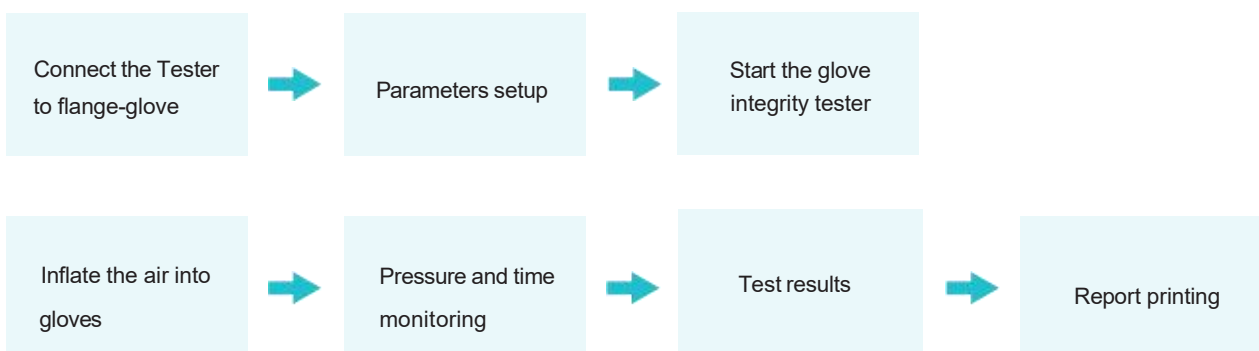 Connect the Tester
to flange-glove
Parameters setup
Start the glove
integrity tester
Inflate the air into
gloves
Pressure and time
monitoring
Test results
Report printing